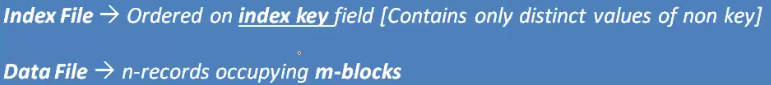 Index File → Ordered on index key field [Contains only distinct values of non key]
Data File → n-records occupying m-blocks